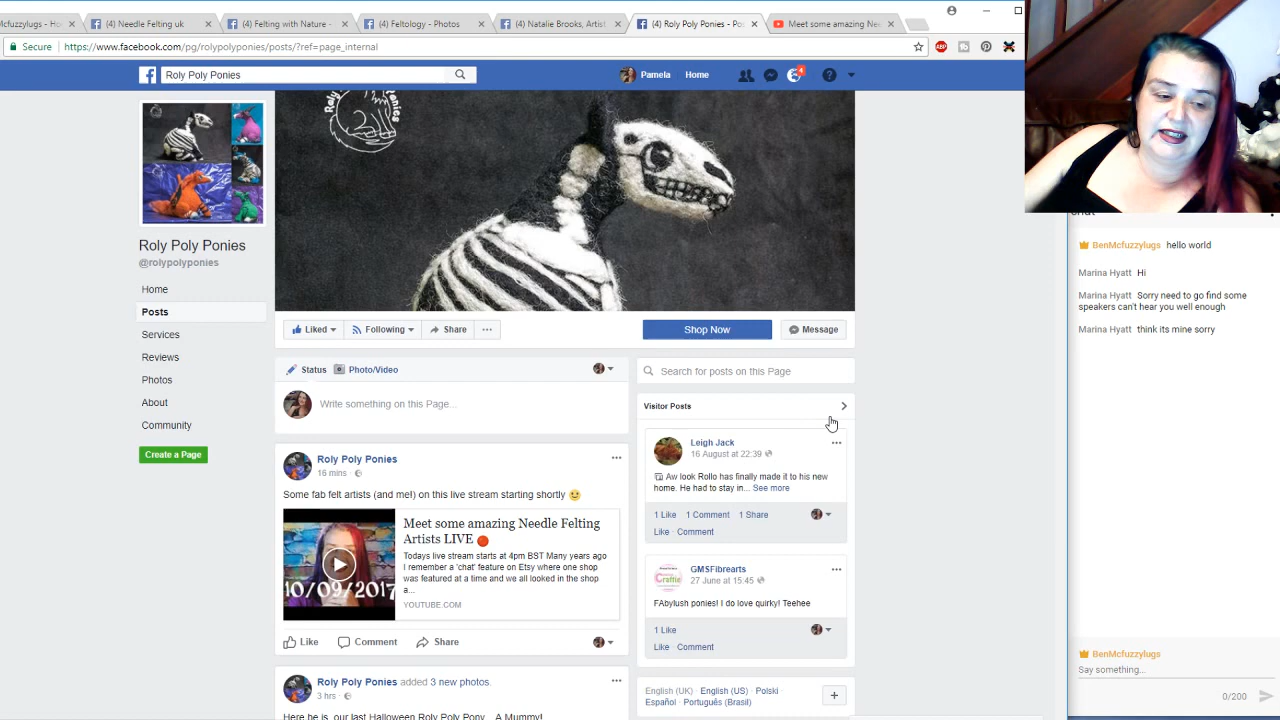 (4) Needle Felting uk
(4) Felting with Nature -
(4) Feltology - Photos
(4) Natalie Brooks, Artist
(4) Roly Poly Ponies - Po
Meet some amazing Ne
Secure
https://www.facebook.com/pg/rolypolyponies/posts/?ref=page_internal
Roly Poly Ponies
Pamela
Home
4
Roly Poly Ponies
@rolypolyponies
Home
Posts
Services
Reviews
Photos
About
Community
Create a Page
Liked
Following
Share
Shop Now
Message
Status
Photo/Video
Write something on this Page...
Roly Poly Ponies
16 mins
Some fab felt artists (and me!) on this live stream starting shortly
10/09/2017
Meet some amazing Needle Felting
Artists LIVE
Todays live stream starts at 4pm BST Many years ago
I remember a 'chat' feature on Etsy where one shop
was featured at a time and we all looked in the shop
a...
YOUTUBE.COM
Like
Comment
Share
Roly Poly Ponies added 3 new photos.
3 hrs
Here he is, our last Halloween Roly Poly Pony... A Mummy!
Search for posts on this Page
Visitor Posts
Leigh Jack
16 August at 22:39
Aw look Rollo has finally made it to his new
home. He had to stay in... See more
1 Like 1 Comment 1 Share
Like · Comment
GMSFibrearts
27 June at 15:45
FAbylush ponies! I do love quirky! Teehee
1 Like
Like · Comment
English (UK) · English (US) · Polski ·
Español · Português (Brasil)
BenMcfuzzylugs hello world
Marina Hyatt Hi
Marina Hyatt Sorry need to go find some
speakers can't hear you well enough
Marina Hyatt think its mine sorry
BenMcfuzzylugs
Say something...
0/200